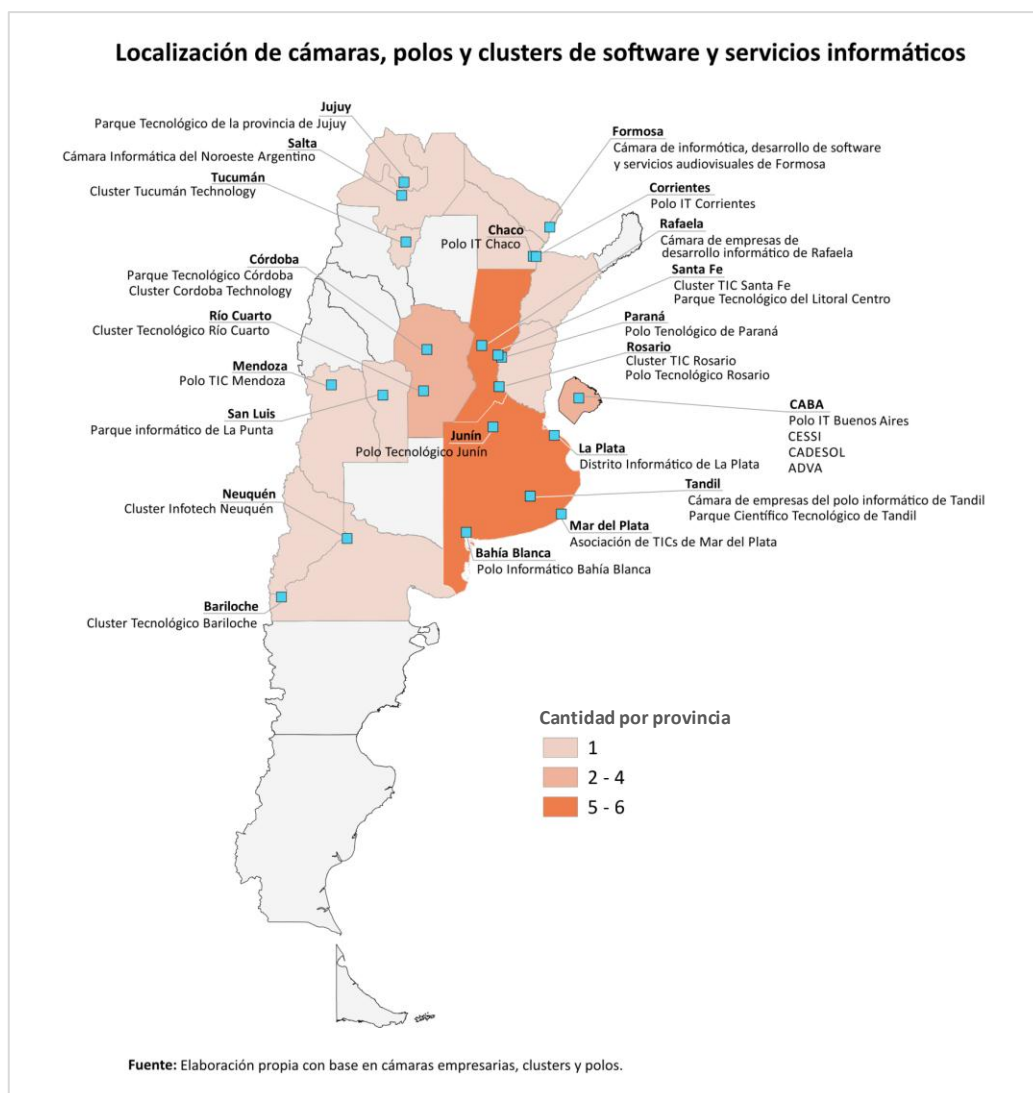 Localización de cámaras, polos y clusters de software y servicios informáticos
Jujuy
Parque Tecnológico de la provincia de Jujuy
Salta
Cámara Informática del Noroeste Argentino
Tucumán
Cluster Tucumán Technology
Córdoba
Parque Tecnológico Córdoba
Cluster Cordoba Technology
Río Cuarto
Cluster Tecnológico Río Cuarto
Mendoza
Polo TIC Mendoza
San Luis
Parque informático de La Punta
Neuquén
Cluster Infotech Neuquén
Bariloche
Cluster Tecnológico Bariloche
Formosa
Cámara de informótica, desarrollo de software
y servicios audiovisuales de Formosa
Corrientes
Polo IT Corrientes
Chaco
Polo IT Chaco
Rafaela
Cámara de empresas de
desarrollo informático de Rafaela
Santa Fe
Cluster TIC Santa Fe
Parque Tecnológico del Litoral Centro
Paraná
Polo Tenológico de Paraná
Rosario
Cluster TIC Rosario
Polo Tecnológico Rosario
CABA
Polo IT Buenos Aires
CESSI
CADESOL
ADVA
Junín
Polo Tecnológico Junín
La Plata
Distrito Informático de La Plata
Tandil
Cámara de empresas del polo informático de Tandil
Parque Científico Tecnológico de Tandil
Mar del Plata
Asociación de TICs de Mar del Plata
Bahía Blanca
Polo Informático Bahía Blanca
Cantidad por provincia
1
2 - 4
5 - 6
Fuente: Elaboración propia con base en cámaras empresarias, clusters y polos.